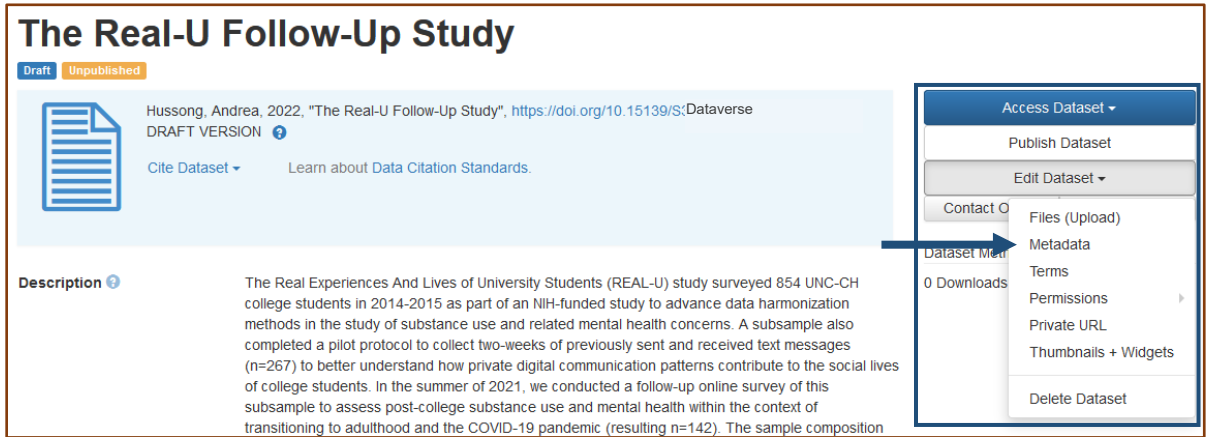 The Real-U Follow-Up Study
Draft Unpublished
Hussong, Andrea, 2022, "The Real-U Follow-Up Study", https://doi.org/10.15139/S: Dataverse
DRAFT VERSION
Cite Dataset
Learn about Data Citation Standards.
Access Dataset
Publish Dataset
Edit Dataset
Contact O
Files (Upload)
Metadata
Terms
Permissions
Private URL
Thumbnails + Widgets
Delete Dataset
Dataset Metr
0 Downloads
Description
The Real Experiences And Lives of University Students (REAL-U) study surveyed 854 UNC-CH
college students in 2014-2015 as part of an NIH-funded study to advance data harmonization
methods in the study of substance use and related mental health concerns. A subsample also
completed a pilot protocol to collect two-weeks of previously sent and received text messages
(n=267) to better understand how private digital communication patterns contribute to the social lives
of college students. In the summer of 2021, we conducted a follow-up online survey of this
subsample to assess post-college substance use and mental health within the context of
transitioning to adulthood and the COVID-19 pandemic (resulting n=142). The sample composition